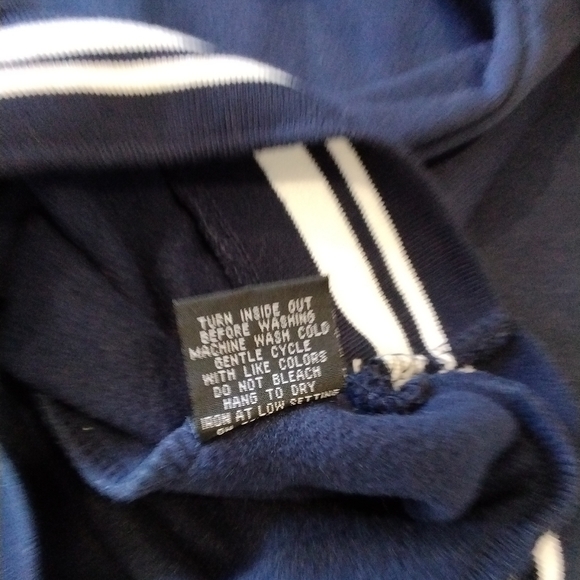 TURN INSIDE OUT
BEFORE WASHING
MACHINE WASH COLD
GENTLE CYCLE
WITH LIKE COLORS
DO NOT BLEACH
HANG TO DRY
IRON AT LOW SETTING